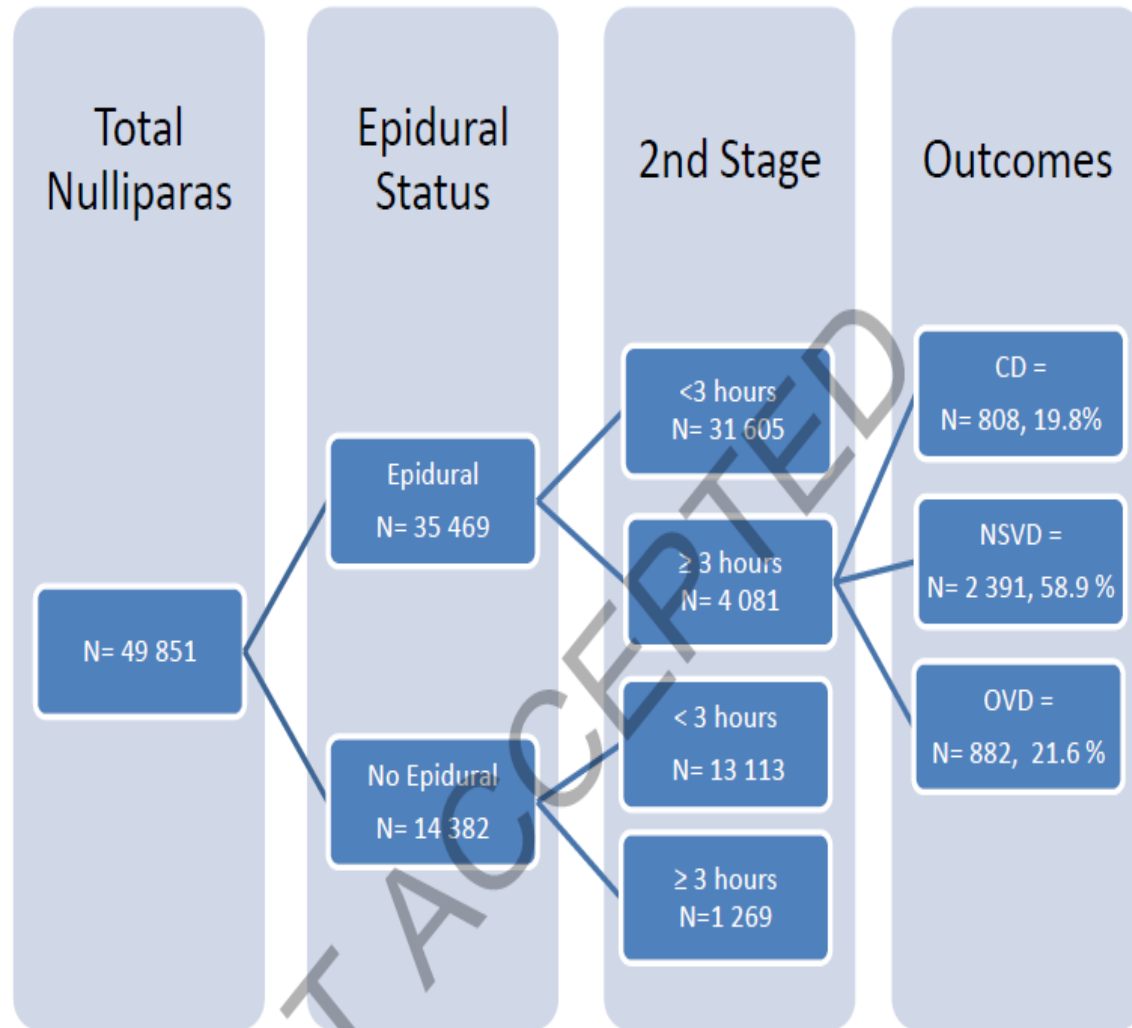 Total
Nulliparas
N= 49 851
Epidural
Status
Epidural
N= 35 469
No Epidural
N= 14 382
2nd Stage
<3 hours
N= 31 605
≥ 3 hours
N= 4 081
< 3 hours
N= 13 113
≥ 3 hours
N=1 269
Outcomes
CD =
N= 808, 19.8%
NSVD =
N= 2 391, 58.9 %
OVD =
N= 882, 21.6 %
T ACCEPTED